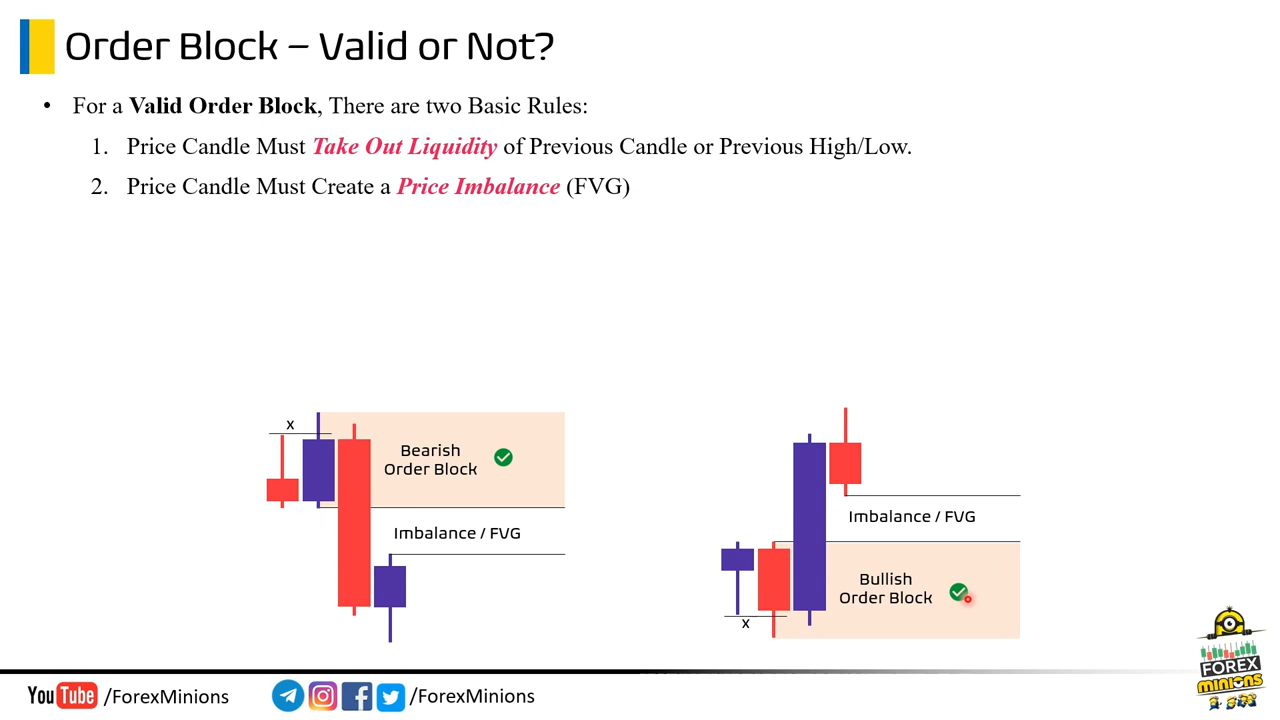 Order Block – Valid or Not?
• For a Valid Order Block, There are two Basic Rules:
1. Price Candle Must Take Out Liquidity of Previous Candle or Previous High/Low.
2. Price Candle Must Create a Price Imbalance (FVG)
x
Bearish
Order Block
Imbalance / FVG
Imbalance / FVG
Bullish
Order Block
x
YouTube /ForexMinions
/ForexMinions
FOREX
minions